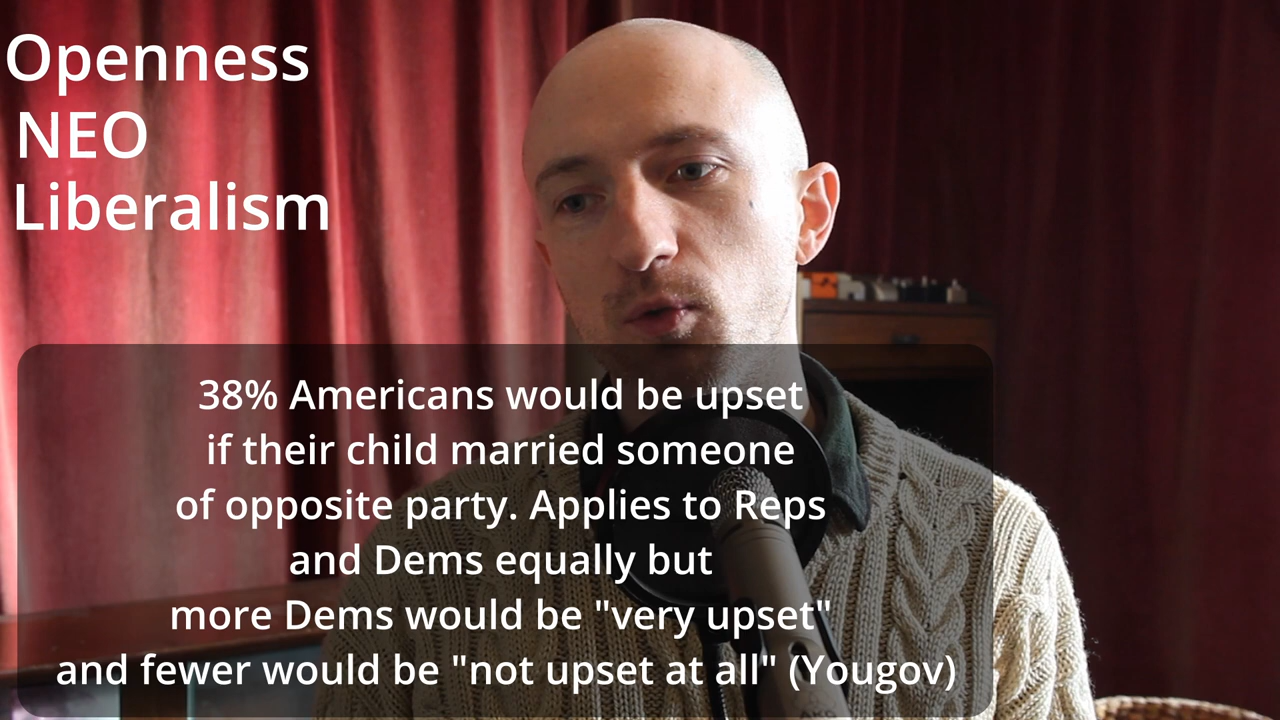 Openness
NEO
Liberalism
38% Americans would be upset
if their child married someone
of opposite party. Applies to Reps
and Dems equally but
more Dems would be "very upset"
and fewer would be "not upset at all" (Yougov)